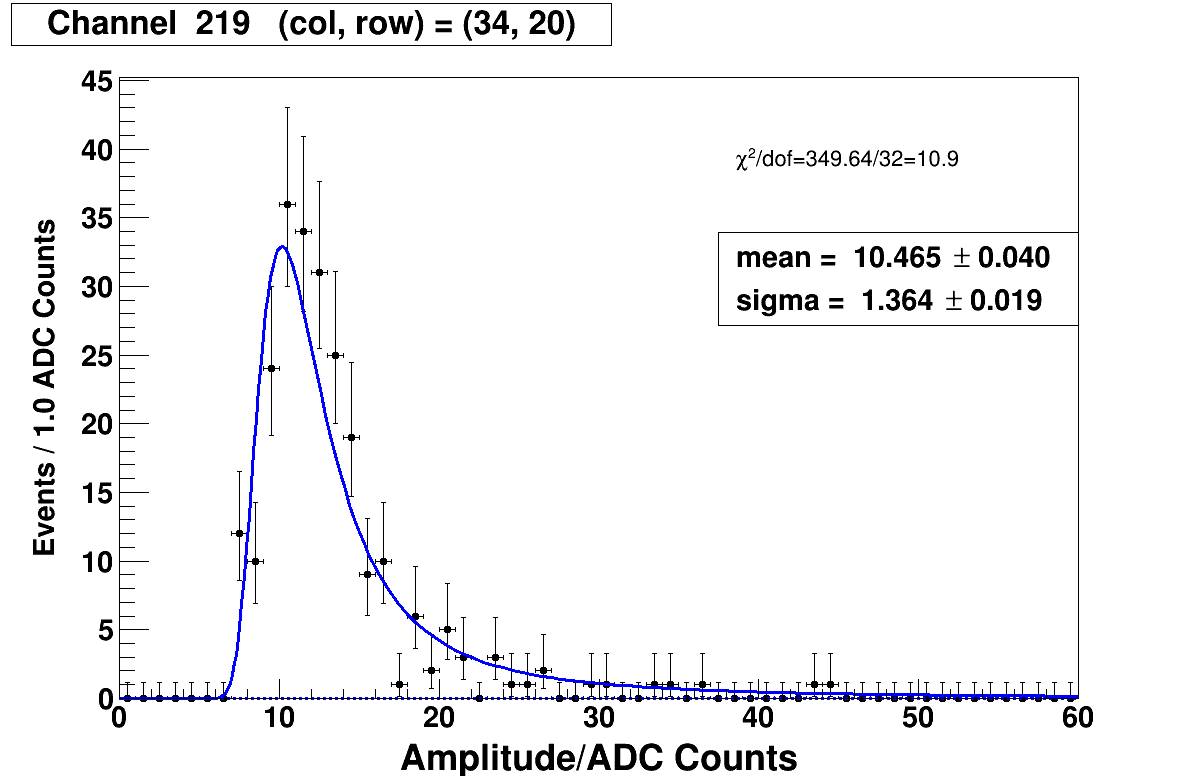 Channel 219 (col, row) = (34, 20)
45
40
35
30
25
20
15
10
5
0
Events / 1.0 ADC Counts
χ²/dof=349.64/32=10.9
mean = 10.465 ± 0.040
sigma = 1.364 ± 0.019
0 10 20 30 40 50 60
Amplitude/ADC Counts